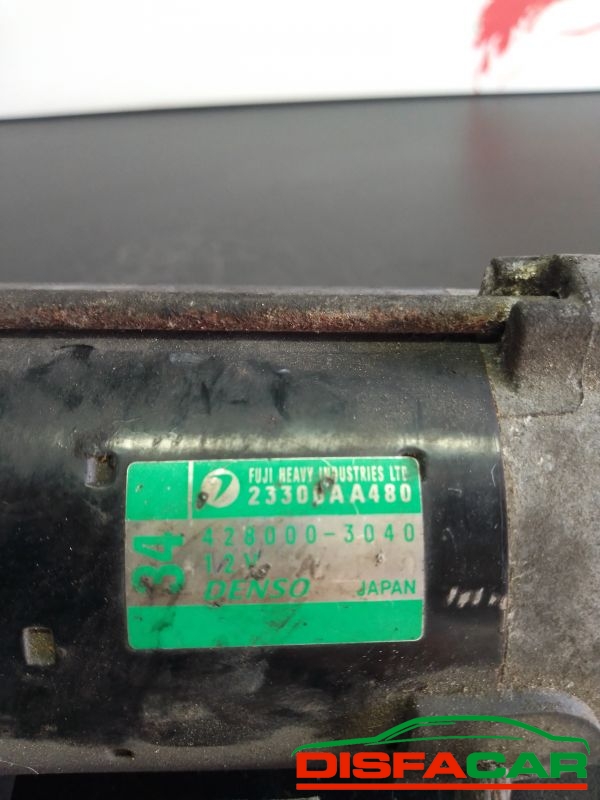 FUJI HEAVY INDUSTRIES LTD
23300AA480
34
428000-3040
12V
DENSO JAPAN
DISFACAR